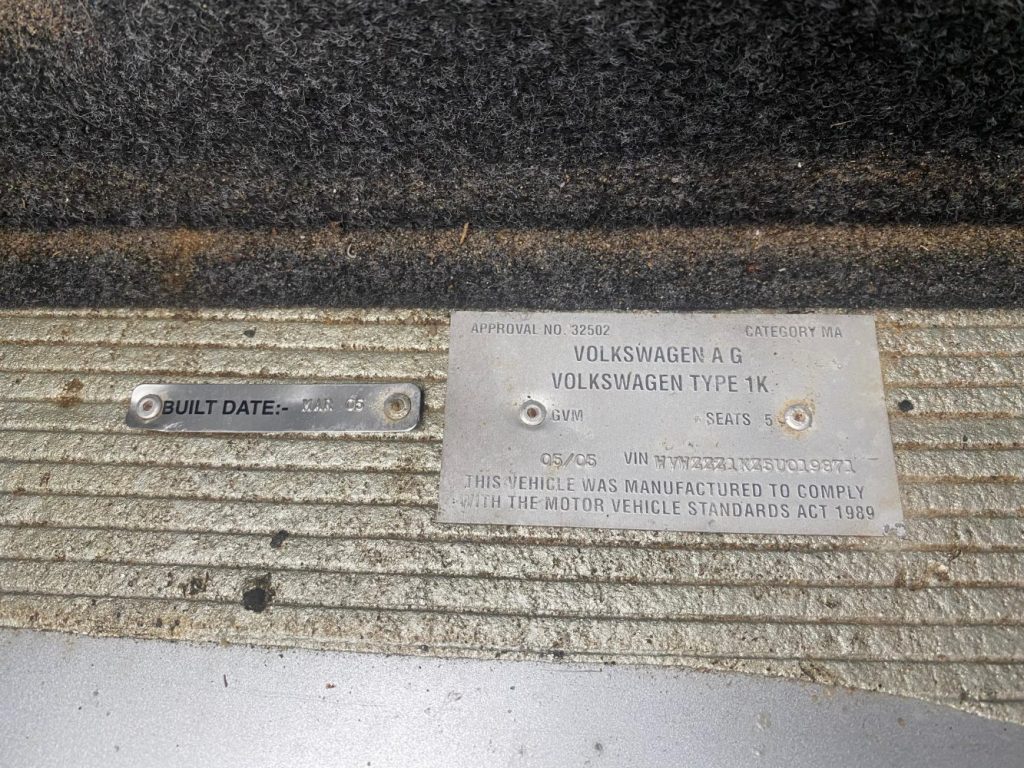 BUILT DATE:- MAR 05
APPROVAL NO. 32502 CATEGORY MA
VOLKSWAGEN A G
VOLKSWAGEN TYPE 1K
GVM SEATS 5
05/05 VIN WVWZZZ1KZ5U019871
THIS VEHICLE WAS MANUFACTURED TO COMPLY
WITH THE MOTOR VEHICLE STANDARDS ACT 1989